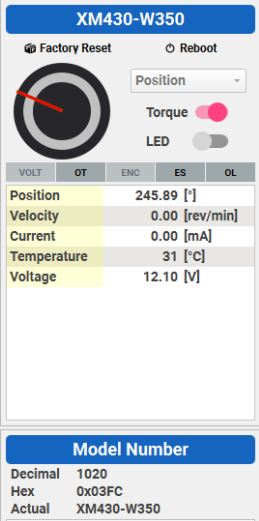 XM430-W350
Factory Reset Reboot
Position
Torque
LED
VOLT OT ENC ES OL
Position 245.89 [°]
Velocity 0.00 [rev/min]
Current 0.00 [mA]
Temperature 31 [°C]
Voltage 12.10 [V]
Model Number
Decimal 1020
Hex 0x03FC
Actual XM430-W350